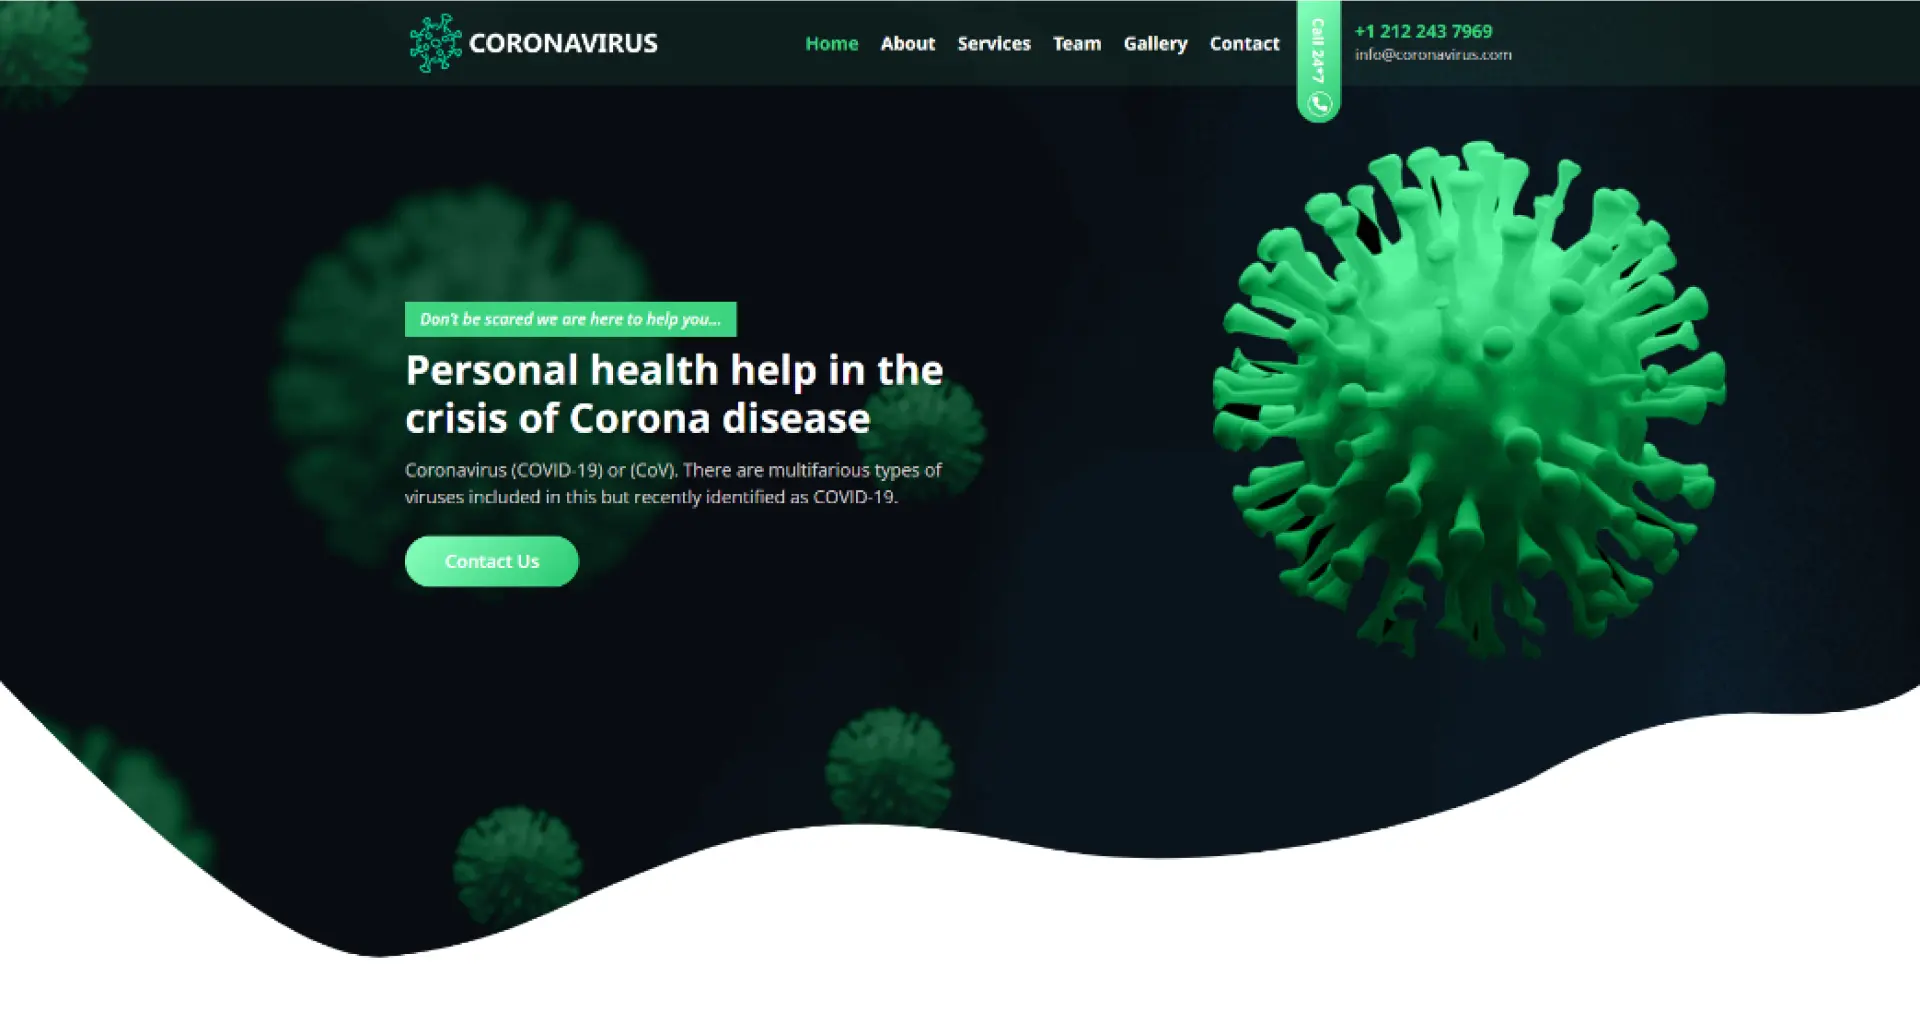 CORONAVIRUS
Home About Services Team Gallery Contact
Call 24*7
+1 212 243 7969
info@coronavirus.com
Don't be scared we are here to help you...
Personal health help in the
crisis of Corona disease
Coronavirus (COVID-19) or (CoV). There are multifarious types of
viruses included in this but recently identified as COVID-19.
Contact Us